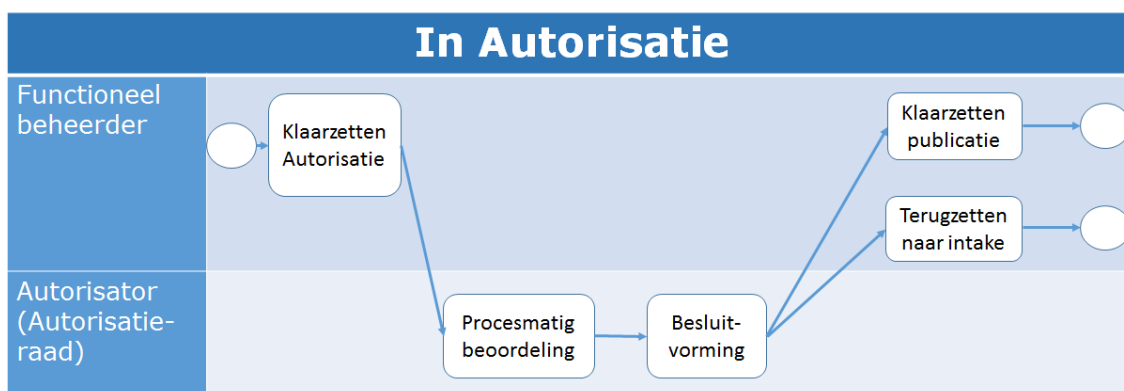 In Autorisatie
Functioneel
beheerder
Klaarzetten
Autorisatie
Klaarzetten
publicatie
Terugzetten
naar intake
Autorisator
(Autorisatie-
raad)
Procesmatig
beoordeling
Besluit-
vorming